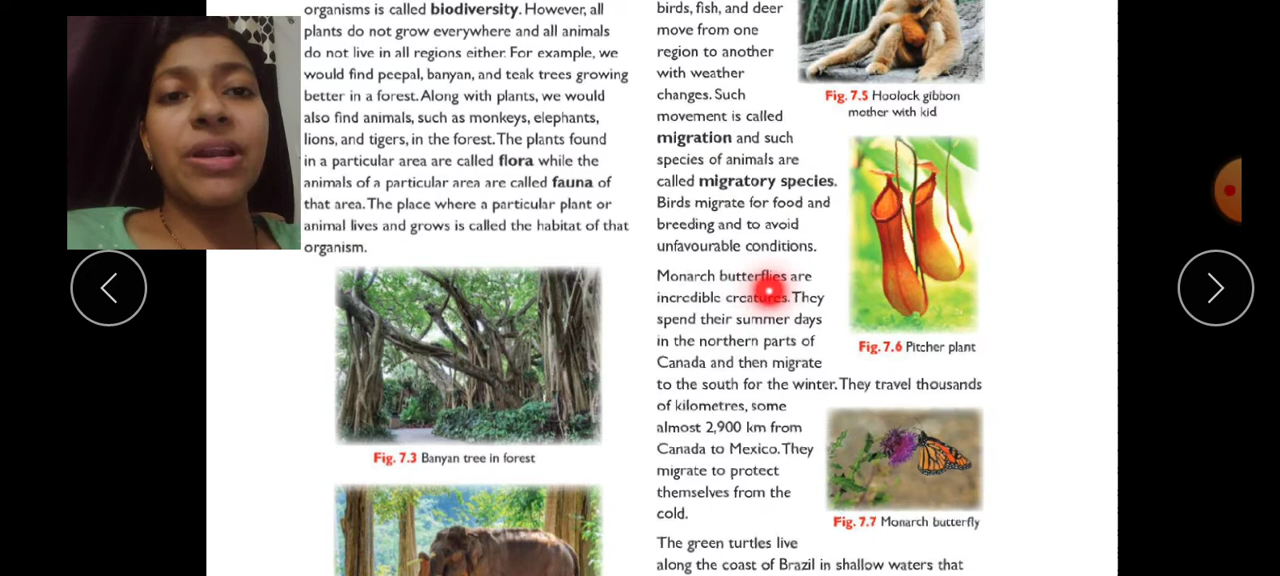 organisms is called biodiversity. However, all
plants do not grow everywhere and all animals
do not live in all regions either. For example, we
would find peepal, banyan, and teak trees growing
better in a forest. Along with plants, we would
also find animals, such as monkeys, elephants,
lions, and tigers, in the forest. The plants found
in a particular area are called flora while the
animals of a particular area are called fauna of
that area. The place where a particular plant or
animal lives and grows is called the habitat of that
organism.
Fig. 7.3 Banyan tree in forest
birds, fish, and deer
move from one
region to another
with weather
changes. Such
movement is called
migration and such
species of animals are
called migratory species.
Birds migrate for food and
breeding and to avoid
unfavourable conditions.
Fig. 7.5 Hoolock gibbon
mother with kid
Fig. 7.6 Pitcher plant
Monarch butterflies are
incredible creatures. They
spend their summer days
in the northern parts of
Canada and then migrate
to the south for the winter. They travel thousands
of kilometres, some
almost 2,900 km from
Canada to Mexico. They
migrate to protect
themselves from the
cold.
Fig. 7.7 Monarch butterfly
The green turtles live
along the coast of Brazil in shallow waters that